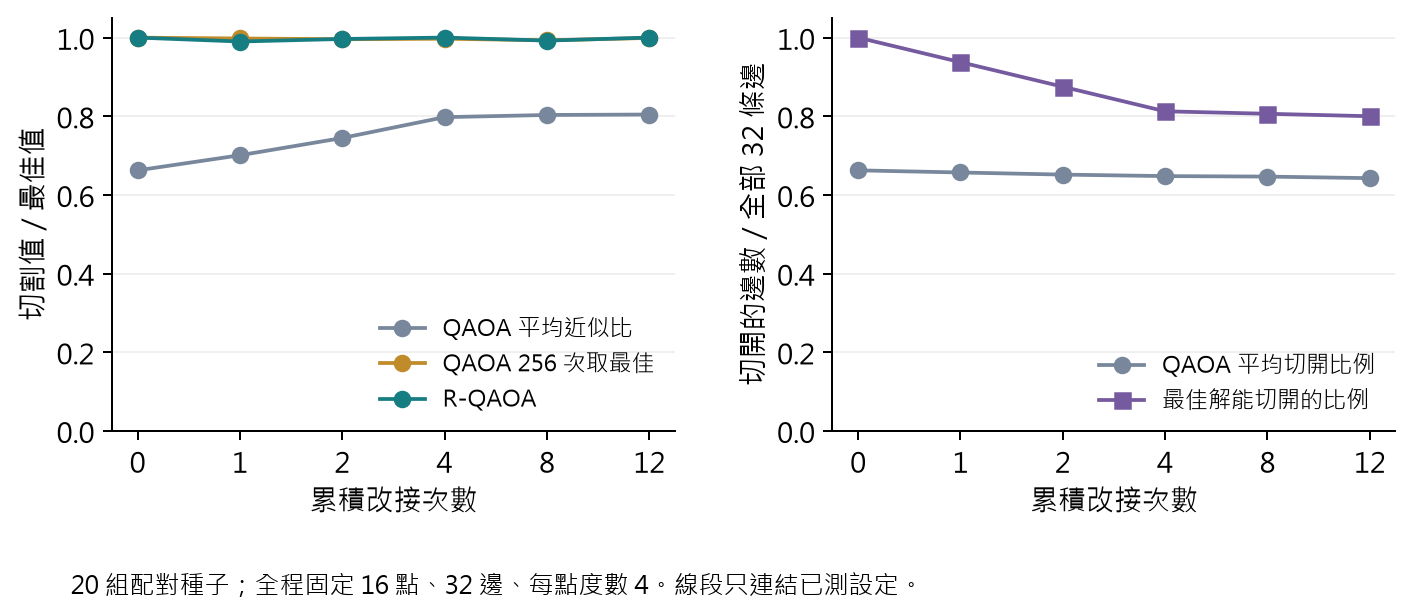 切割值 / 最佳值
1.0
0.8
0.6
0.4
0.2
0.0
0 1 2 4 8 12
累積改接次數
QAOA 平均近似比
QAOA 256 次取最佳
R-QAOA
切開的邊數 / 全部 32 條邊
1.0
0.8
0.6
0.4
0.2
0.0
0 1 2 4 8 12
累積改接次數
QAOA 平均切開比例
最佳解能切開的比例
20 組配對種子；全程固定 16 點、32 邊、每點度數 4。線段只連結已測設定。